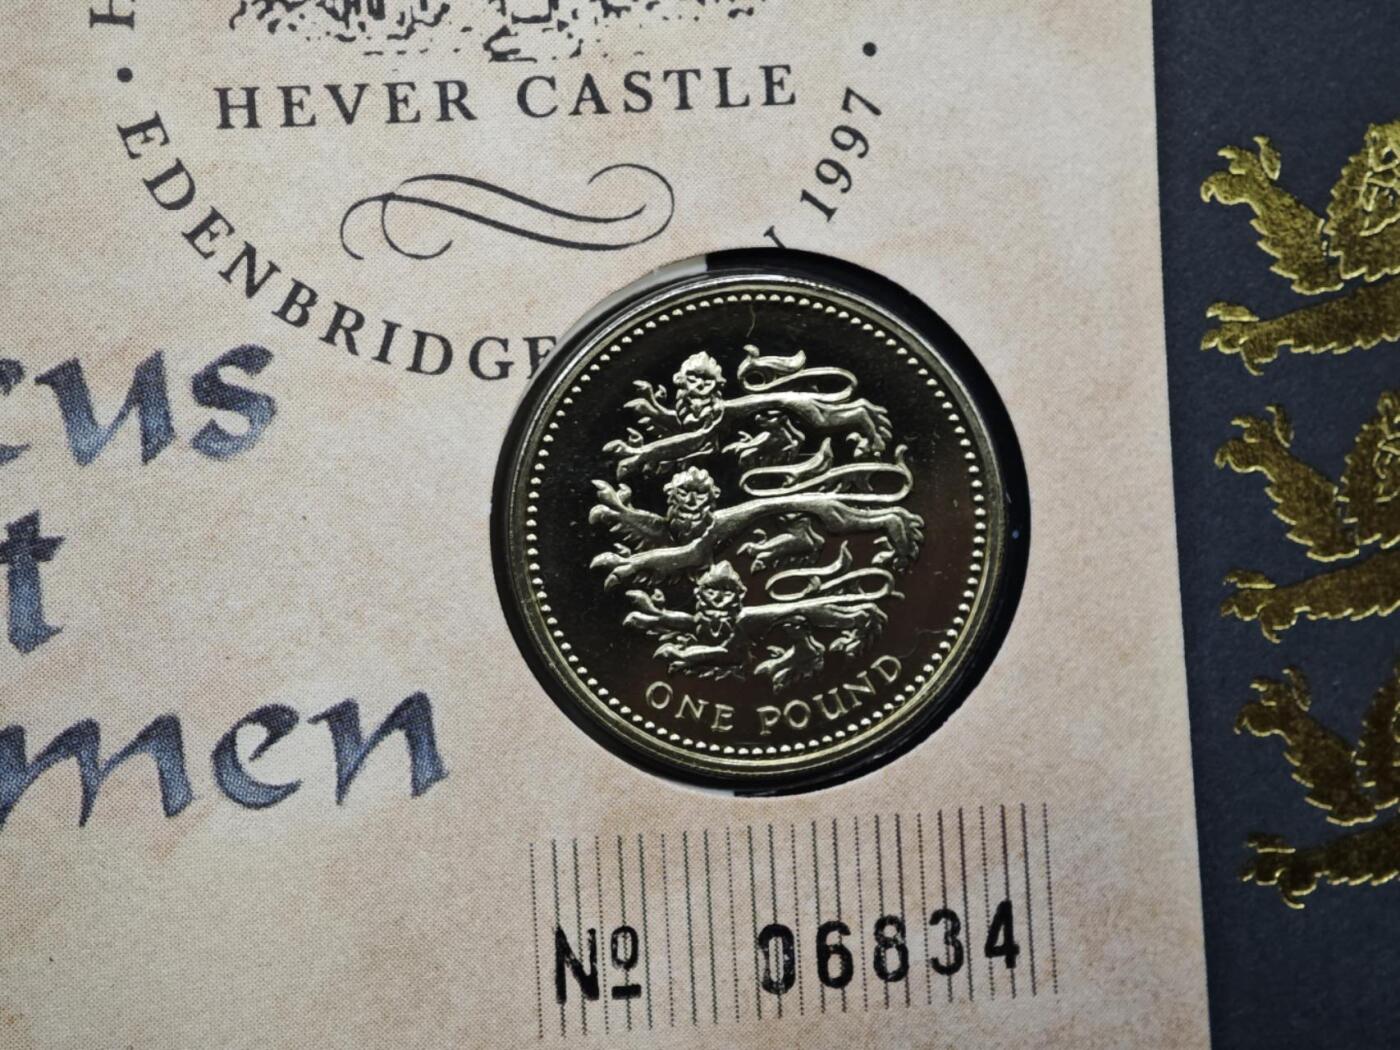 HEVER CASTLE
EDENBRIDGE
1997
cus
t
men
ONE POUND
Nº 06834